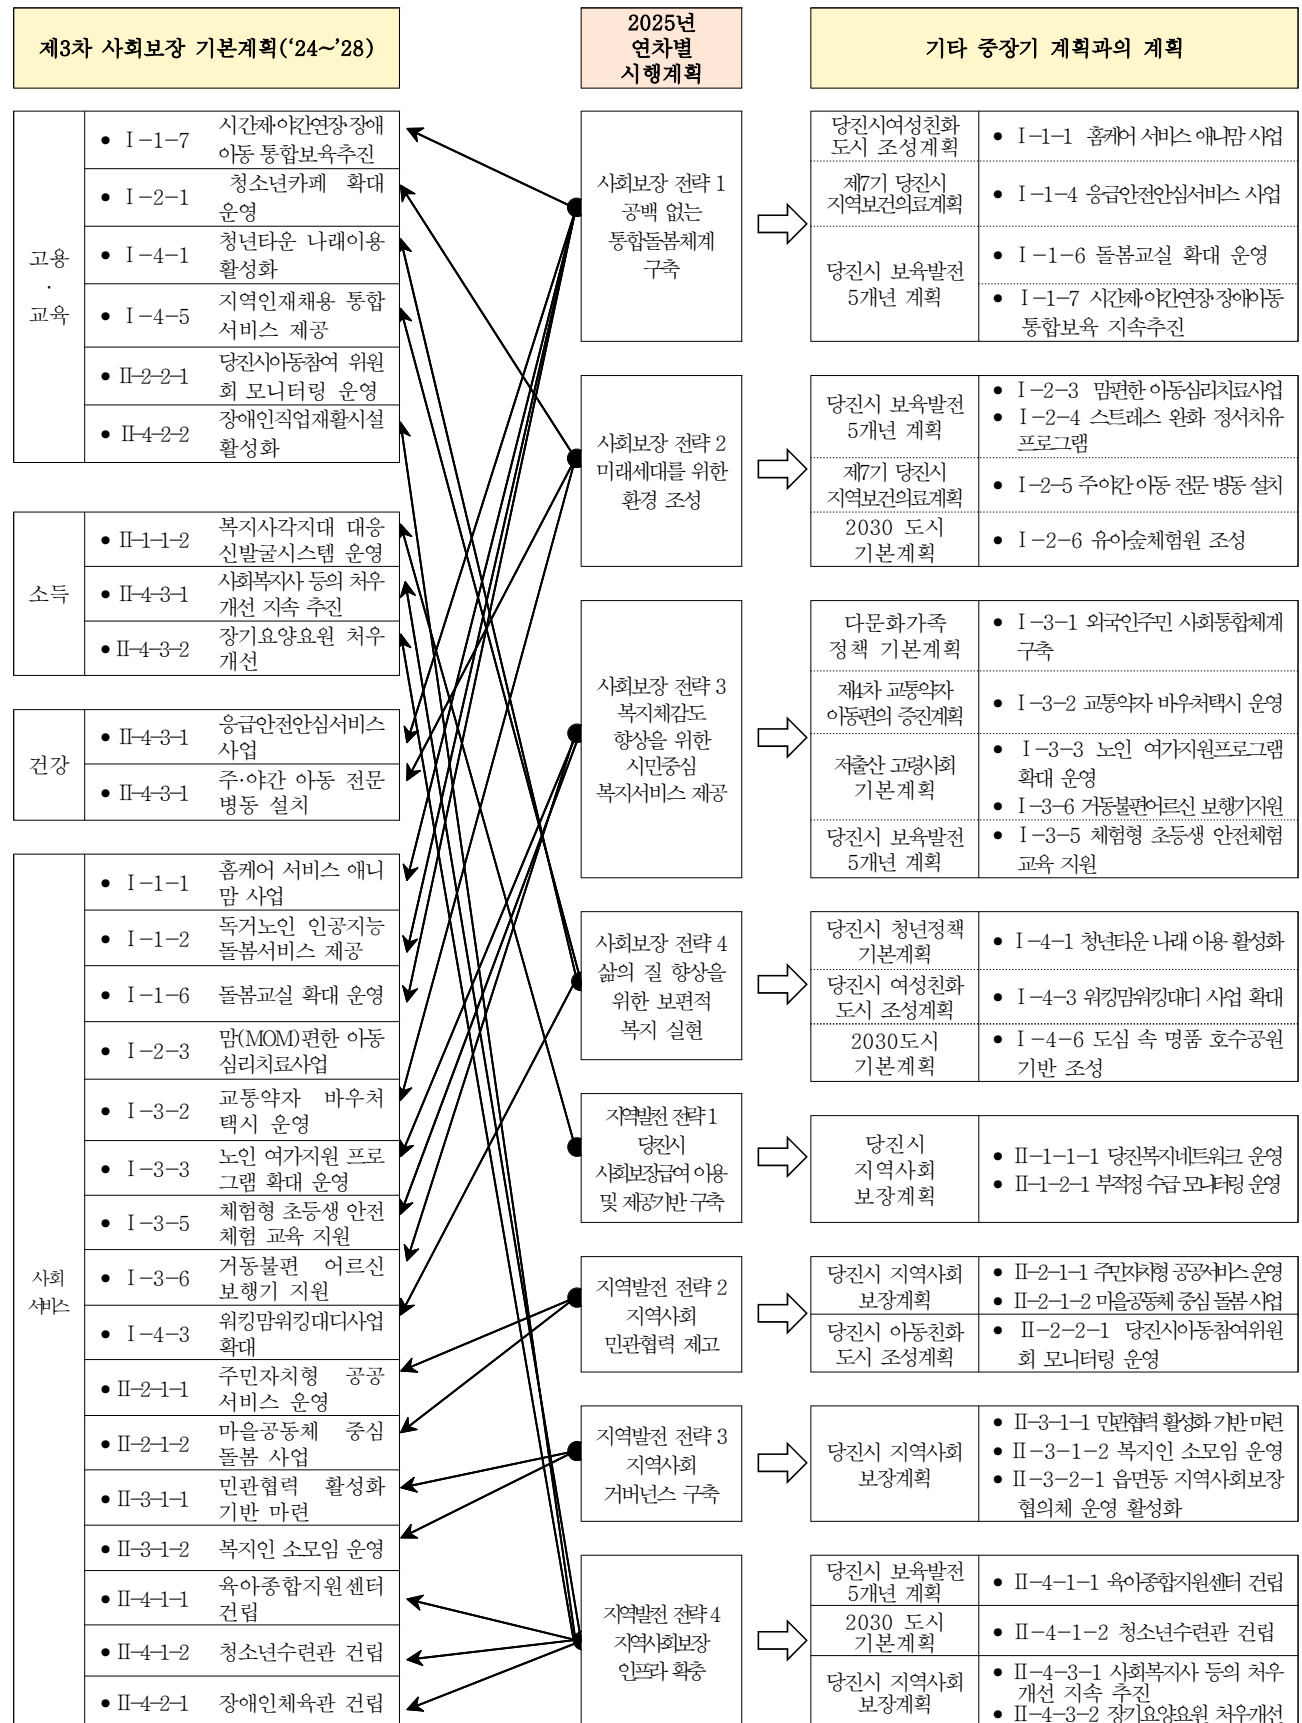 제3차 사회보장 기본계획(‘24~’28)
2025년
연차별
시행계획
기타 중장기 계획과의 계획
고용
·
교육
● Ⅰ-1-7 시간제·야간연장·장애
아동 통합보육추진
● Ⅰ-2-1 청소년카페 확대
운영
● Ⅰ-4-1 청년타운 나래이용
활성화
● Ⅰ-4-5 지역인재채용 통합
서비스 제공
● Ⅱ-2-2-1 당진시아동참여 위원
회 모니터링 운영
● Ⅱ-4-2-2 장애인직업재활시설
활성화
소득
● Ⅱ-1-1-2 복지사각지대 대응
신발굴시스템 운영
● Ⅱ-4-3-1 사회복지사 등의 처우
개선 지속 추진
● Ⅱ-4-3-2 장기요양요원 처우
개선
건강
● Ⅱ-4-3-1 응급안전안심서비스
사업
● Ⅱ-4-3-1 주·야간 아동 전문
병동 설치
사회
서비스
● Ⅰ-1-1 홈케어 서비스 애니
맘 사업
● Ⅰ-1-2 독거노인 인공지능
돌봄서비스 제공
● Ⅰ-1-6 돌봄교실 확대 운영
● Ⅰ-2-3 맘(MOM)편한 아동
심리치료사업
● Ⅰ-3-2 교통약자 바우처
택시 운영
● Ⅰ-3-3 노인 여가지원 프로
그램 확대 운영
● Ⅰ-3-5 체험형 초등생 안전
체험 교육 지원
● Ⅰ-3-6 거동불편 어르신
보행기 지원
● Ⅰ-4-3 워킹맘워킹대디사업
확대
● Ⅱ-2-1-1 주민자치형 공공
서비스 운영
● Ⅱ-2-1-2 마을공동체 중심
돌봄 사업
● Ⅱ-3-1-1 민관협력 활성화
기반 마련
● Ⅱ-3-1-2 복지인 소모임 운영
● Ⅱ-4-1-1 육아종합지원센터
건립
● Ⅱ-4-1-2 청소년수련관 건립
● Ⅱ-4-2-1 장애인체육관 건립
사회보장 전략 1
공백 없는
통합돌봄체계
구축
사회보장 전략 2
미래세대를 위한
환경 조성
사회보장 전략 3
복지체감도
향상을 위한
시민중심
복지서비스 제공
사회보장 전략 4
삶의 질 향상을
위한 보편적
복지 실현
지역발전 전략 1
당진시
사회보장급여 이용
및 제공기반 구축
지역발전 전략 2
지역사회
민관협력 제고
지역발전 전략 3
지역사회
거버넌스 구축
지역발전 전략 4
지역사회보장
인프라 확충
당진시여성친화
도시 조성계획
● Ⅰ-1-1 홈케어 서비스 애니맘 사업
제7기 당진시
지역보건의료계획
● Ⅰ-1-4 응급안전안심서비스 사업
당진시 보육발전
5개년 계획
● Ⅰ-1-6 돌봄교실 확대 운영
● Ⅰ-1-7 시간제·야간연장·장애아동
통합보육 지속추진
당진시 보육발전
5개년 계획
● Ⅰ-2-3 맘편한 아동심리치료사업
● Ⅰ-2-4 스트레스 완화 정서치유
프로그램
제7기 당진시
지역보건의료계획
● Ⅰ-2-5 주·야간 아동 전문 병동 설치
2030 도시
기본계획
● Ⅰ-2-6 유아숲체험원 조성
다문화가족
정책 기본계획
● Ⅰ-3-1 외국인주민 사회통합체계
구축
제4차 교통약자
이동편의 증진계획
● Ⅰ-3-2 교통약자 바우처택시 운영
저출산 고령사회
기본계획
● Ⅰ-3-3 노인 여가지원프로그램
확대 운영
● Ⅰ-3-6 거동불편어르신 보행기지원
당진시 보육발전
5개년 계획
● Ⅰ-3-5 체험형 초등생 안전체험
교육 지원
당진시 청년정책
기본계획
● Ⅰ-4-1 청년타운 나래 이용 활성화
당진시 여성친화
도시 조성계획
● Ⅰ-4-3 워킹맘워킹대디 사업 확대
2030도시
기본계획
● Ⅰ-4-6 도심 속 명품 호수공원
기반 조성
당진시
지역사회
보장계획
● Ⅱ-1-1-1 당진복지네트워크 운영
● Ⅱ-1-2-1 부적정 수급 모니터링 운영
당진시 지역사회
보장계획
● Ⅱ-2-1-1 주민자치형 공공서비스 운영
● Ⅱ-2-1-2 마을공동체 중심 돌봄 사업
당진시 아동친화
도시 조성계획
● Ⅱ-2-2-1 당진시아동참여위원
회 모니터링 운영
당진시 지역사회
보장계획
● Ⅱ-3-1-1 민관협력 활성화 기반 마련
● Ⅱ-3-1-2 복지인 소모임 운영
● Ⅱ-3-2-1 읍면동 지역사회보장
협의체 운영 활성화
당진시 보육발전
5개년 계획
● Ⅱ-4-1-1 육아종합지원센터 건립
2030 도시
기본계획
● Ⅱ-4-1-2 청소년수련관 건립
당진시 지역사회
보장계획
● Ⅱ-4-3-1 사회복지사 등의 처우
개선 지속 추진
● Ⅱ-4-3-2 장기요양요원 처우개선